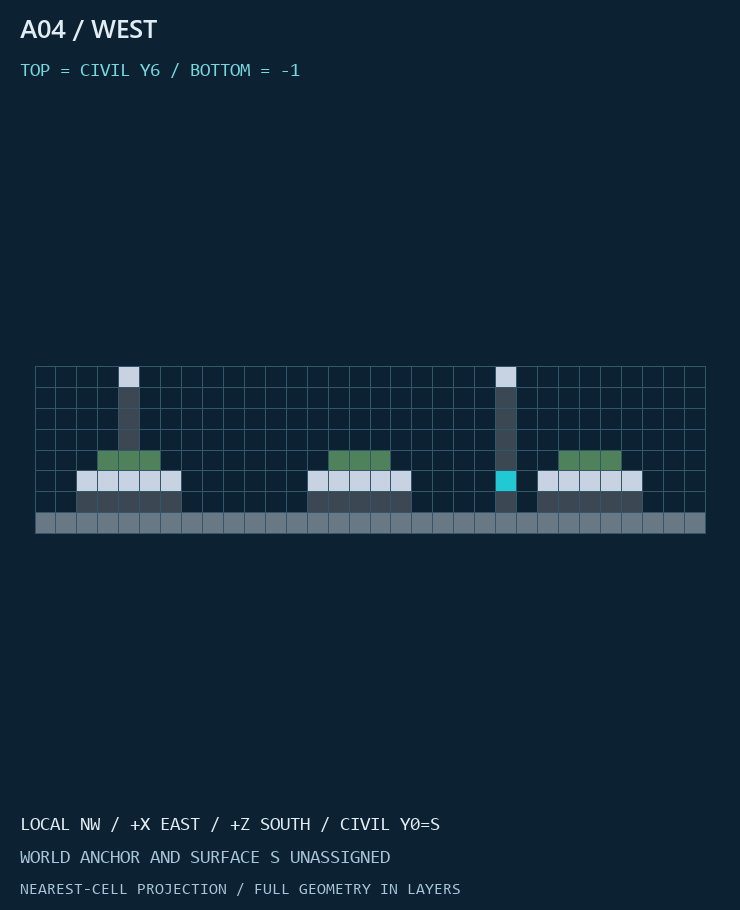 A04 / WEST
TOP = CIVIL Y6 / BOTTOM = -1
LOCAL NW / +X EAST / +Z SOUTH / CIVIL Y0=S
WORLD ANCHOR AND SURFACE S UNASSIGNED
NEAREST-CELL PROJECTION / FULL GEOMETRY IN LAYERS